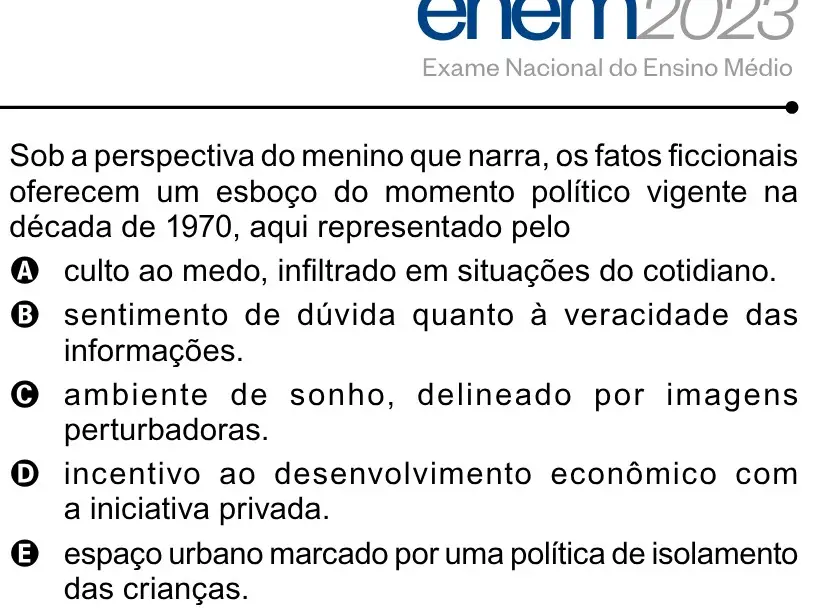 enem2023
Exame Nacional do Ensino Médio
Sob a perspectiva do menino que narra, os fatos ficcionais
oferecem um esboço do momento político vigente na
década de 1970, aqui representado pelo
A culto ao medo, infiltrado em situações do cotidiano.
B sentimento de dúvida quanto à veracidade das
informações.
C ambiente de sonho, delineado por imagens
perturbadoras.
D incentivo ao desenvolvimento econômico com
a iniciativa privada.
E espaço urbano marcado por uma política de isolamento
das crianças.